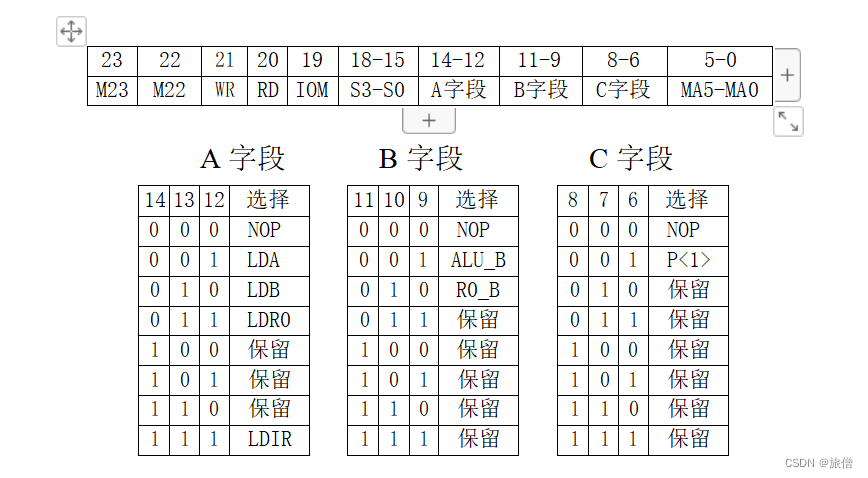 23 22 21 20 19 18-15 14-12 11-9 8-6 5-0
M23 M22 WR RD IOM S3-S0 A字段 B字段 C字段 MA5-MA0
A 字段 B 字段 C 字段
14 13 12 选择 11 10 9 选择 8 7 6 选择
0 0 0 NOP 0 0 0 NOP 0 0 0 NOP
0 0 1 LDA 0 0 1 ALU_B 0 0 1 P<1>
0 1 0 LDB 0 1 0 R0_B 0 1 0 保留
0 1 1 LDR0 0 1 1 保留 0 1 1 保留
1 0 0 保留 1 0 0 保留 1 0 0 保留
1 0 1 保留 1 0 1 保留 1 0 1 保留
1 1 0 保留 1 1 0 保留 1 1 0 保留
1 1 1 LDIR 1 1 1 保留 1 1 1 保留
CSDN @旅僧